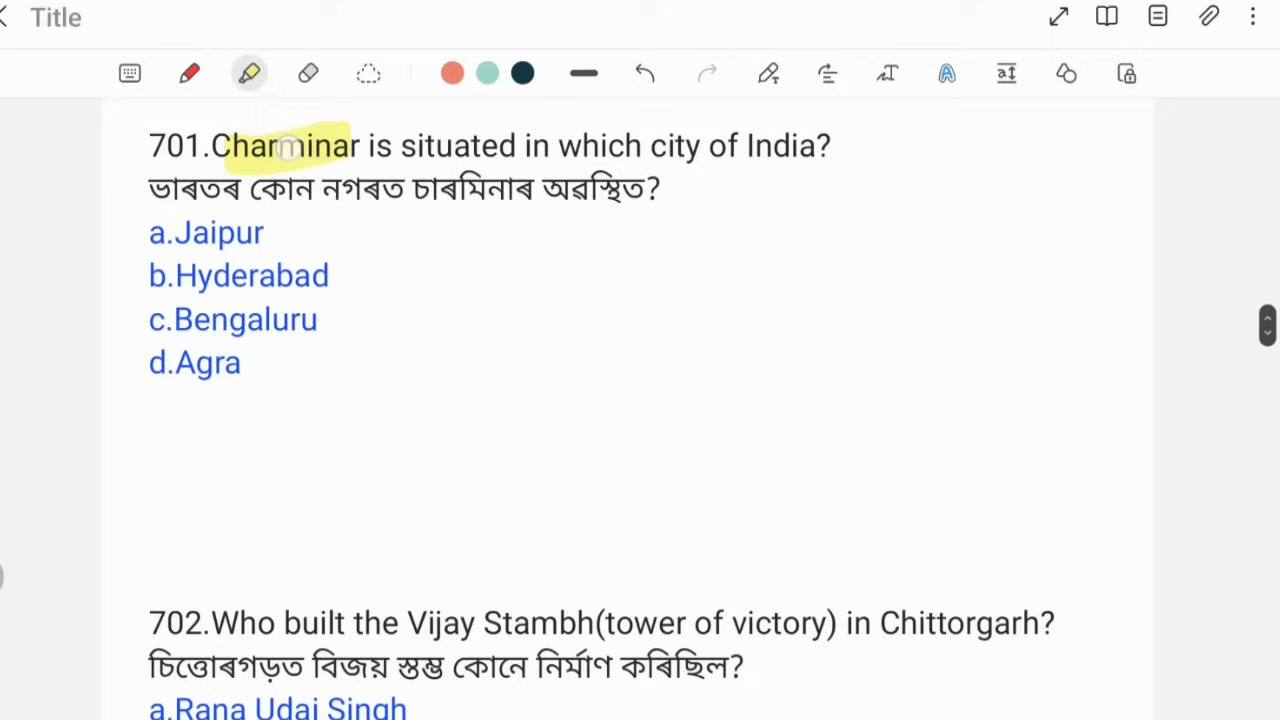 Title
701.Charminar is situated in which city of India?
ভাৰতৰ কোন নগৰত চাৰমিনাৰ অৱস্থিত?
a.Jaipur
b.Hyderabad
c.Bengaluru
d.Agra
702.Who built the Vijay Stambh(tower of victory) in Chittorgarh?
চিত্তোৰগড়ত বিজয় স্তম্ভ কোনে নিৰ্মাণ কৰিছিল?
a.Rana Udai Singh